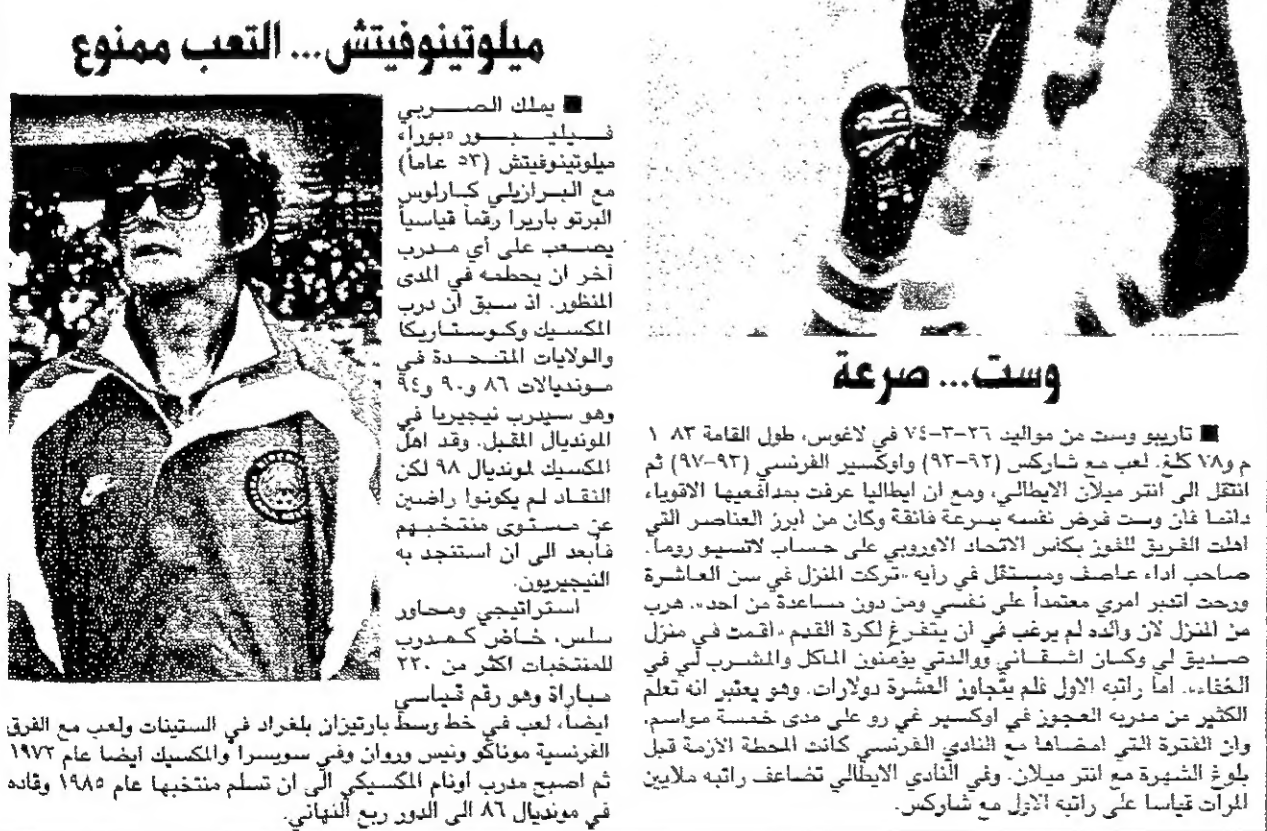 وست... صرعة
■ تاريبو وست من مواليد ٢٦-٣-٧٤ في لاغوس، طول القامة ٨٣ ١
م و٧٨ كلغ. لعب مع شاركس (٩٢-٩٣) واوكسير الفرنسي (٩٣-٩٧) ثم
انتقل الى انتر ميلان الايطالي، ومع ان ايطاليا عرفت بمدافعيها الاقوياء
دائما فان وست فرض نفسه بسرعة فائقة وكان من ابرز العناصر التي
اهلت الفريق للفوز بكاس الاتحاد الاوروبي على حساب لاتسيو روما.
صاحب اداء عاصف ومستقل في رايه «تركت المنزل في سن العاشرة
ورحت اتدبر امري معتمداً على نفسي ومن دون مساعدة من احد». هرب
من المنزل لان والده لم يرغب في ان يتفرغ لكرة القدم «اقمت في منزل
صديق لي وكان اشقائي ووالدتي يؤمنون الماكل والمشرب لي في
الخفاء». اما راتبه الاول فلم يتجاوز العشرة دولارات. وهو يعتبر انه تعلم
الكثير من مدربه العجوز في اوكسير غي رو على مدى خمسة مواسم.
وان الفترة التي امضاها مع النادي الفرنسي كانت المحطة الازمة قبل
بلوغ الشهرة مع انتر ميلان. وفي النادي الايطالي تضاعف راتبه ملايين
المرات قياسا على راتبه الاول مع شاركس.
ميلوتينوفيتش... التعب ممنوع
■ يملك الصربي
فيليبور «بورا»
ميلوتينوفيتش (٥٣ عاماً)
مع البرازيلي كارلوس
البرتو باريرا رقماً قياسياً
يصعب على أي مدرب
آخر ان يحطمه في المدى
المنظور. اذ سبق ان درب
المكسيك وكوستاريكا
والولايات المتحدة في
مونديالات ٨٦ و٩٠ و٩٤
وهو سيدرب نيجيريا في
المونديال المقبل. وقد اهّل
المكسيك لمونديال ٩٨ لكن
النقاد لم يكونوا راضين
عن مستوى منتخبهم
فأبعد الى ان استنجد به
النيجيريون.
استراتيجي ومحاور
سلس، خاض كمدرب
للمنتخبات اكثر من ٢٢٠
مباراة وهو رقم قياسي
ايضا، لعب في خط وسط بارتيزان بلغراد في الستينات ولعب مع الفرق
الفرنسية موناكو ونيس وروان وفي سويسرا والمكسيك ايضا عام ١٩٧٢
ثم اصبح مدرب اونام المكسيكي الى ان تسلم منتخبها عام ١٩٨٥ وقاده
في مونديال ٨٦ الى الدور ربع النهائي.